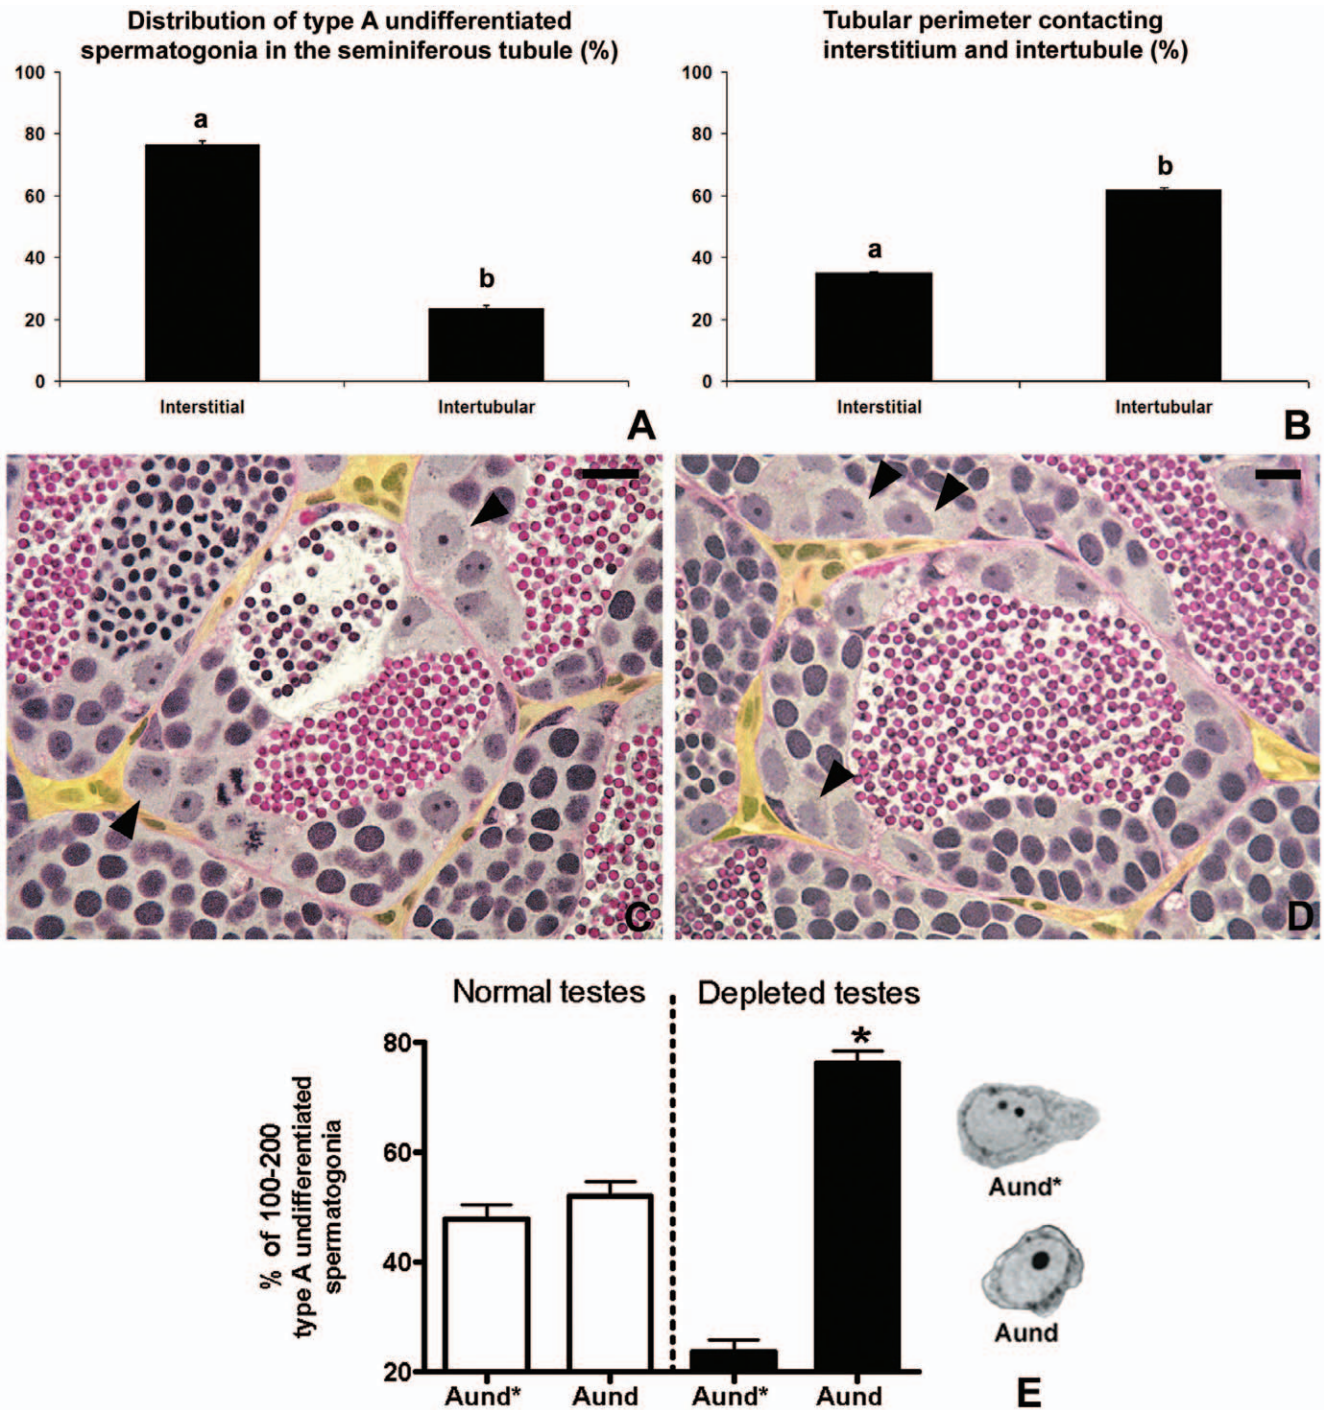 Distribution of type A undifferentiated
spermatogonia in the seminiferous tubule (%)
100
80
60
40
20
0
a
b
Interstitial
Intertubular
A
Tubular perimeter contacting
interstitium and intertubule (%)
100
80
60
40
20
0
a
b
Interstitial
Intertubular
B
C
D
Normal testes
Depleted testes
% of 100-200
type A undifferentiated
spermatogonia
80
60
40
20
*
Aund*
Aund
Aund*
Aund
Aund*
Aund
E